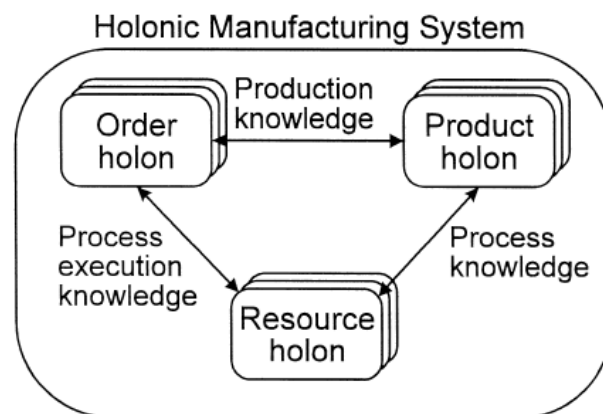 Holonic Manufacturing System
Order
holon
Production
knowledge
Product
holon
Process
execution
knowledge
Process
knowledge
Resource
holon